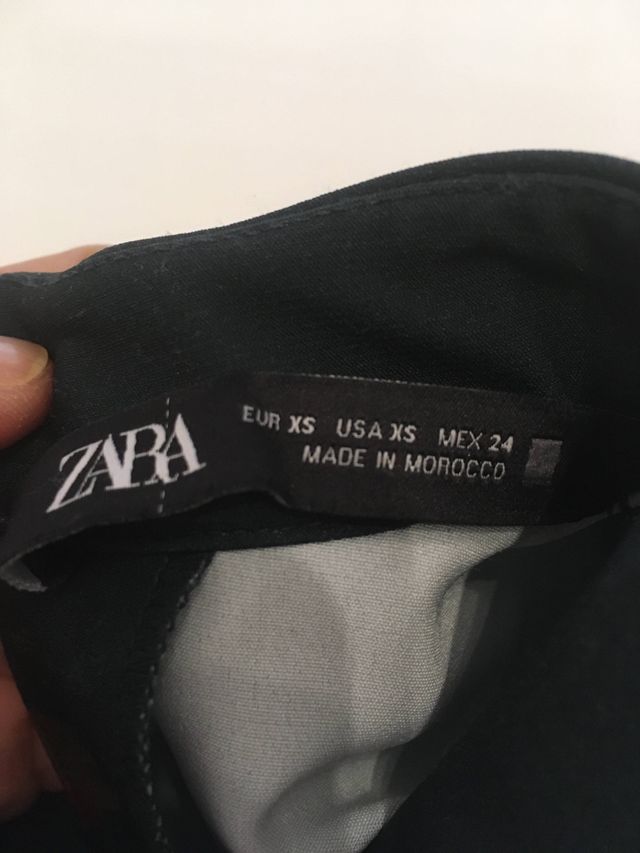 ZARA
EUR XS USA XS MEX 24
MADE IN MOROCCO